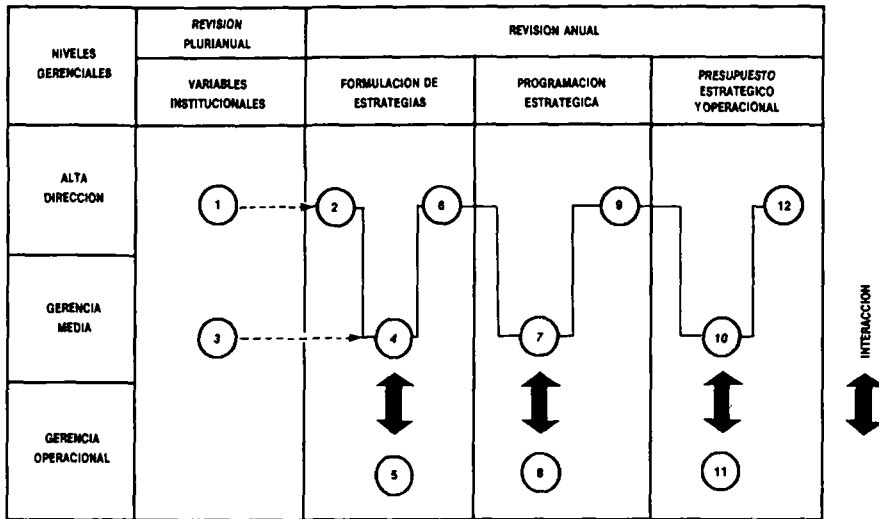 NIVELES
GERENCIALES
REVISION
PLURIANUAL
REVISION ANUAL
VARIABLES
INSTITUCIONALES
FORMULACION DE
ESTRATEGIAS
PROGRAMACION
ESTRATEGICA
PRESUPUESTO
ESTRATEGICO
Y OPERACIONAL
ALTA
DIRECCION
1
2
6
9
12
GERENCIA
MEDIA
3
4
7
10
INTERACCION
GERENCIA
OPERACIONAL
5
8
11